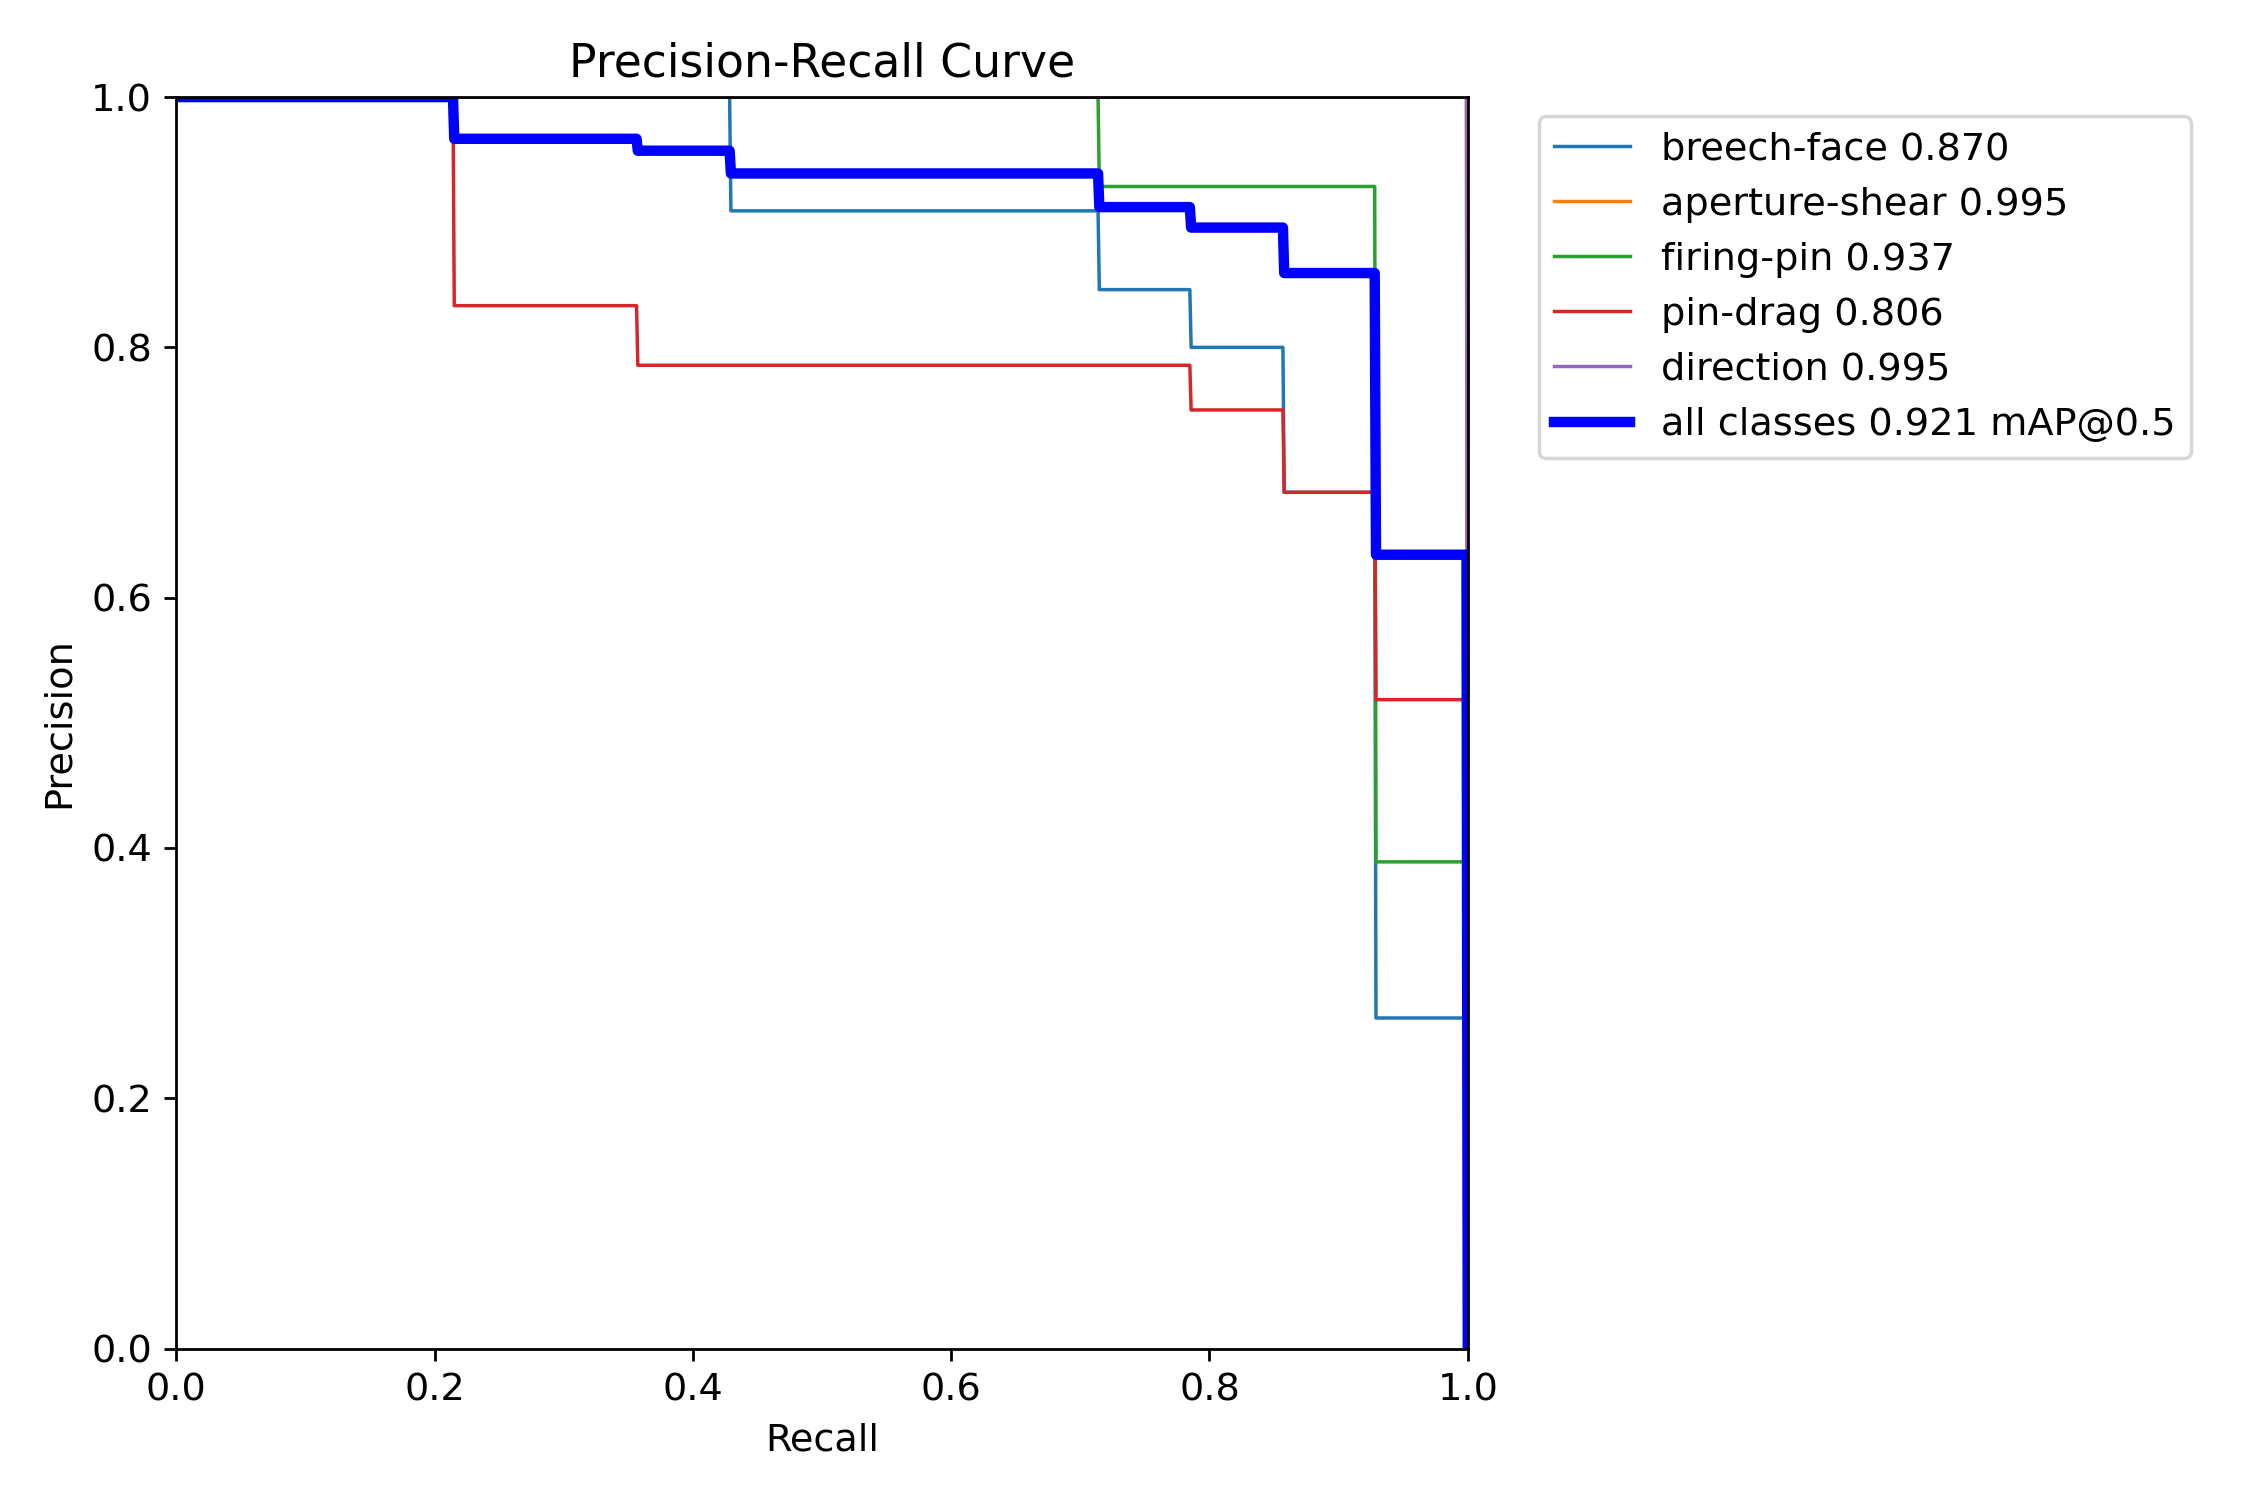 Precision-Recall Curve
1.0
0.8
0.6
0.4
0.2
0.0
Precision
0.0 0.2 0.4 0.6 0.8 1.0
Recall
breech-face 0.870
aperture-shear 0.995
firing-pin 0.937
pin-drag 0.806
direction 0.995
all classes 0.921 mAP@0.5